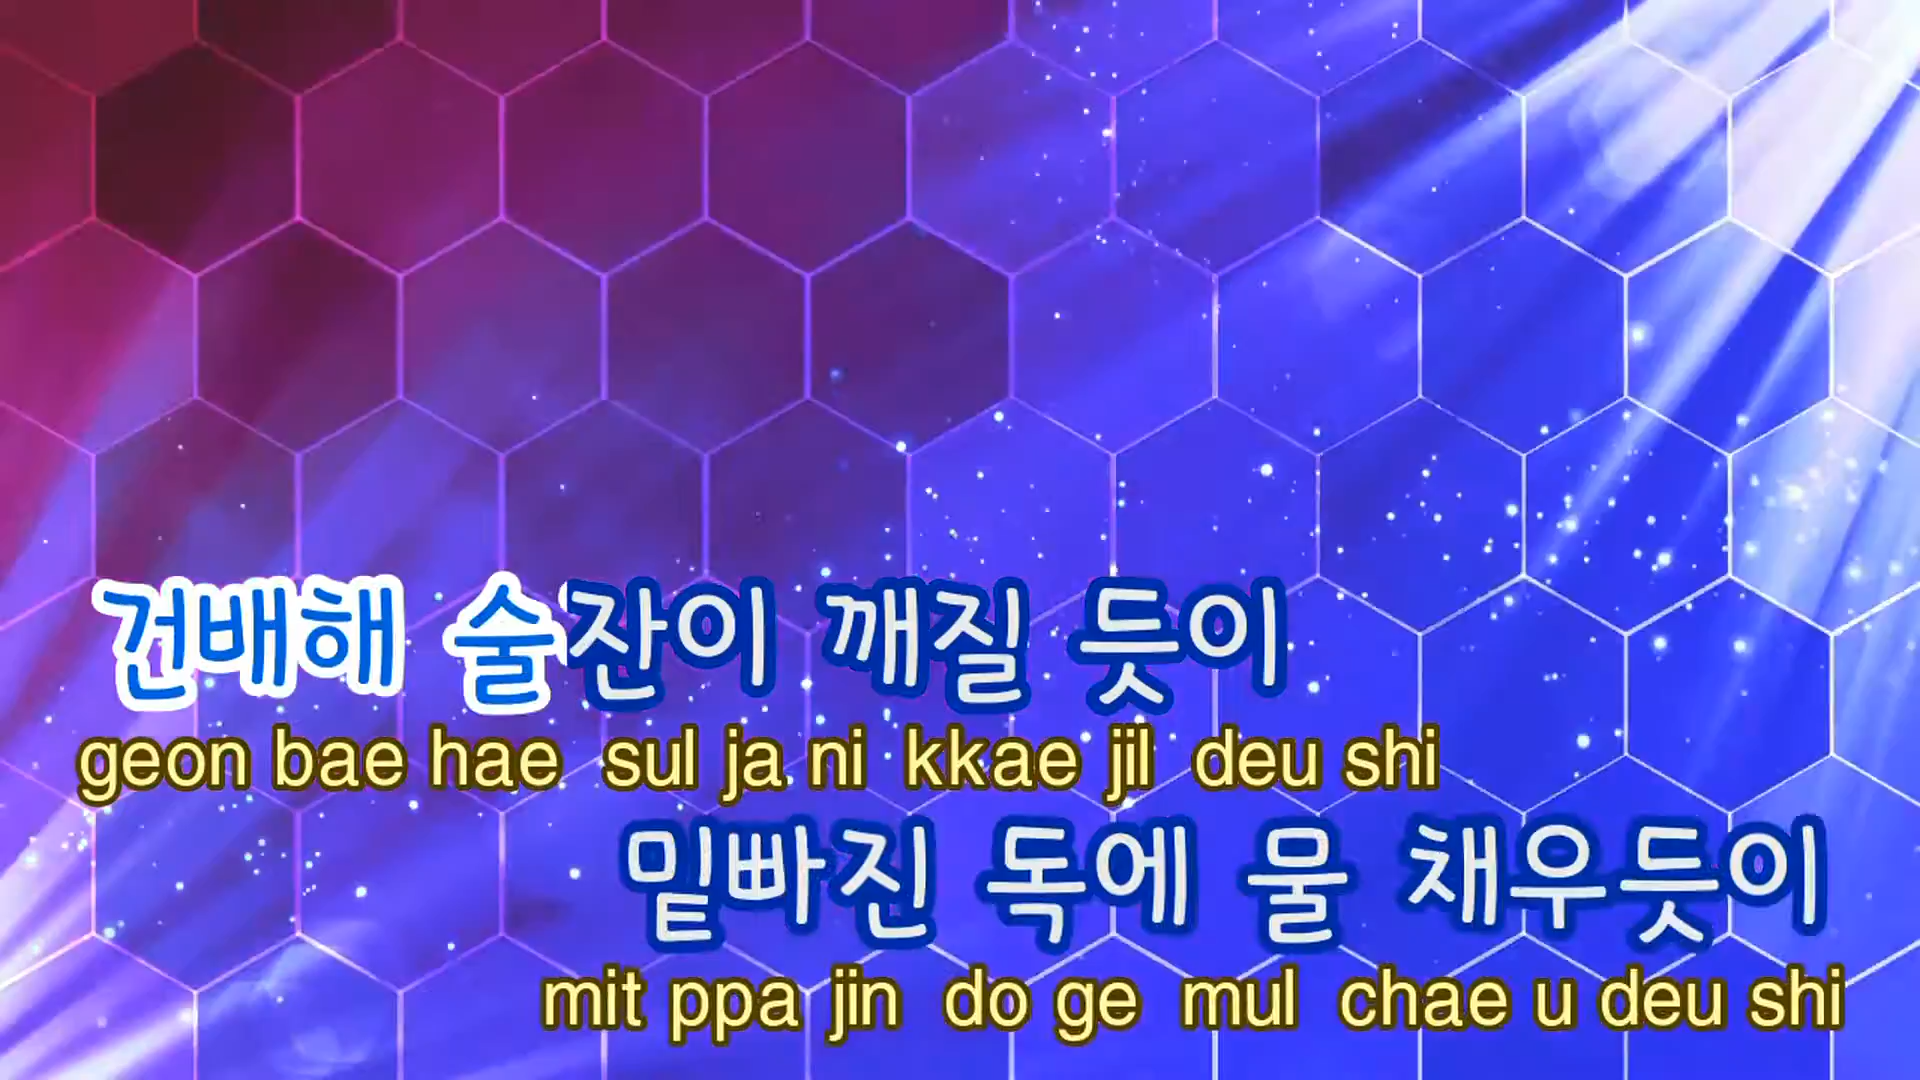 건배해 술잔이 깨질 듯이
geon bae hae sul ja ni kkae jil deu shi
밑빠진 독에 물 채우듯이
mit ppa jin do ge mul chae u deu shi